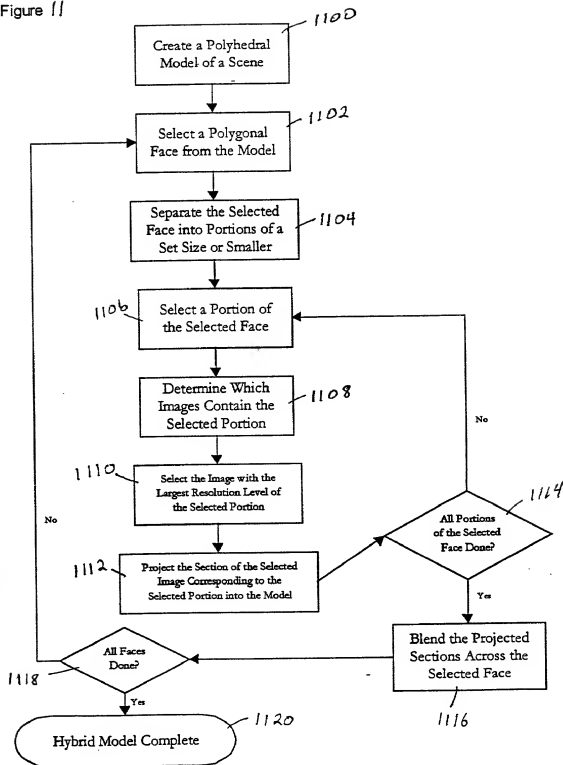 Figure 11
1100
Create a Polyhedral
Model of a Scene
1102
Select a Polygonal
Face from the Model
Separate the Selected
Face into Portions of a
Set Size or Smaller
1104
1106
Select a Portion of
the Selected Face
Determine Which
Images Contain the
Selected Portion
1108
No
1110
Select the Image with the
Largest Resolution Level of
the Selected Portion
1114
All Portions
of the Selected
Face Done?
No
1112
Project the Section of the Selected
Image Corresponding to the
Selected Portion into the Model
Yes
Blend the Projected
Sections Across the
Selected Face
1116
All Faces
Done?
1118
Yes
1120
Hybrid Model Complete